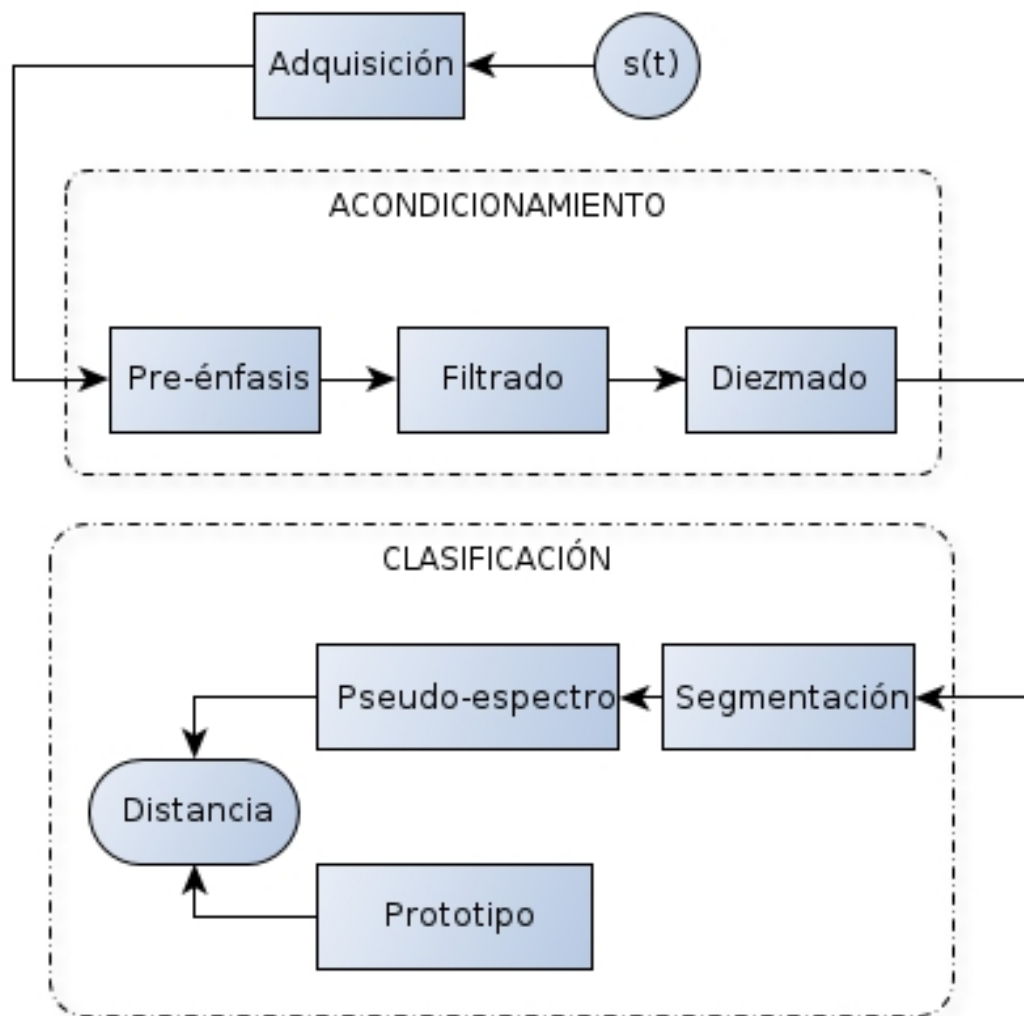 Adquisición
s(t)
ACONDICIONAMIENTO
Pre-énfasis
Filtrado
Diezmado
CLASIFICACIÓN
Pseudo-espectro
Segmentación
Distancia
Prototipo